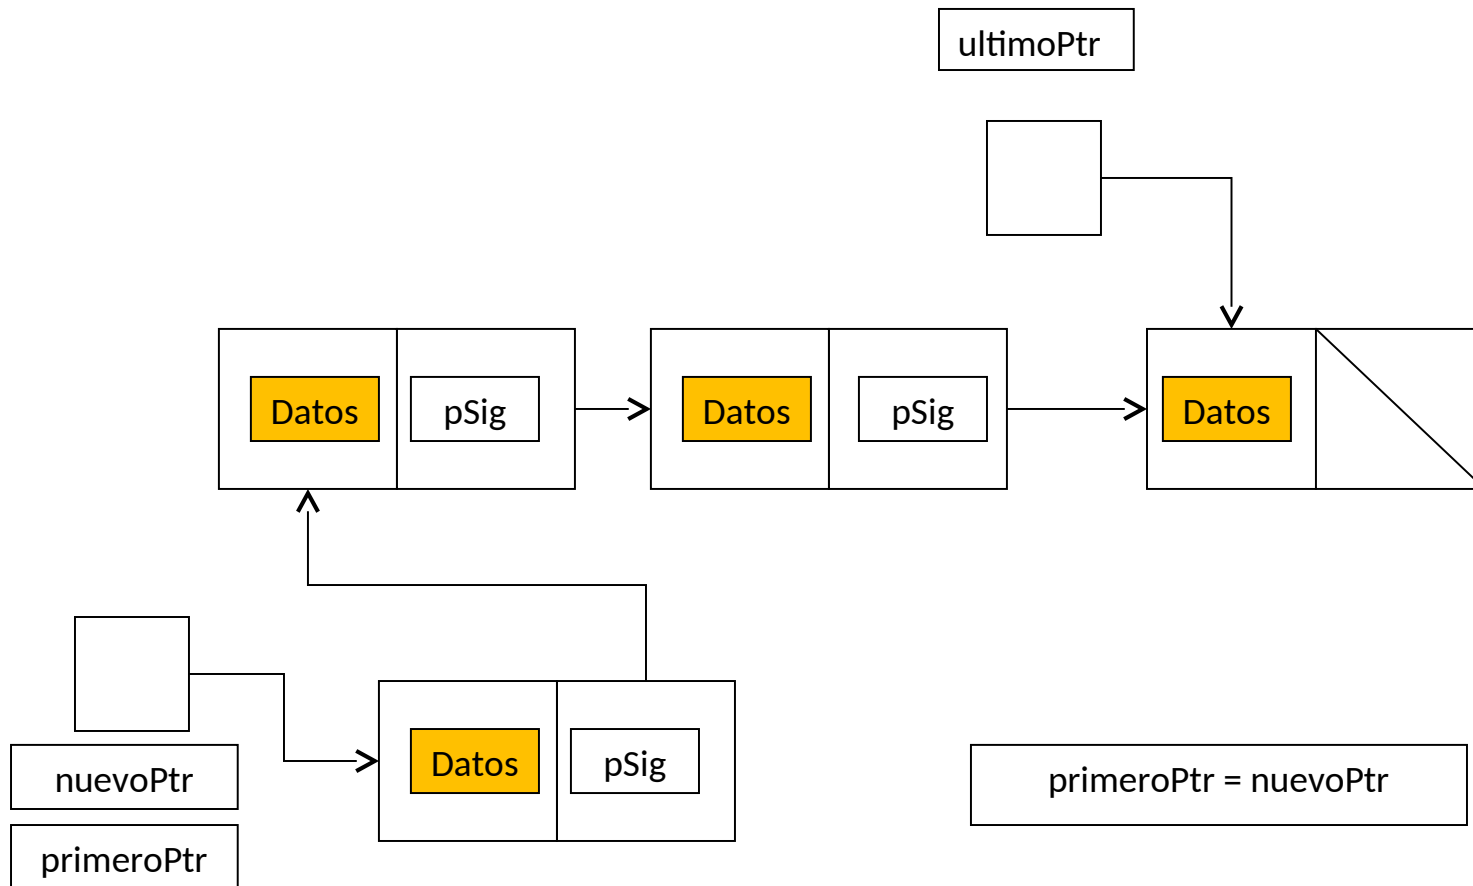 ultimoPtr
Datos
pSig
Datos
pSig
Datos
Datos
pSig
nuevoPtr
primeroPtr = nuevoPtr
primeroPtr